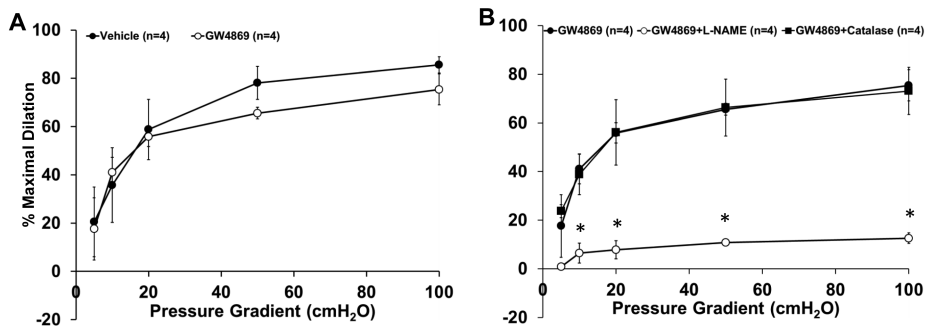 A
Vehicle (n=4) GW4869 (n=4)
100
80
60
40
20
0
-20
% Maximal Dilation
0 20 40 60 80 100
Pressure Gradient (cmH₂O)
B
GW4869 (n=4) GW4869+L-NAME (n=4) GW4869+Catalase (n=4)
100
80
60
40
20
0
-20
* * * *
0 20 40 60 80 100
Pressure Gradient (cmH₂O)